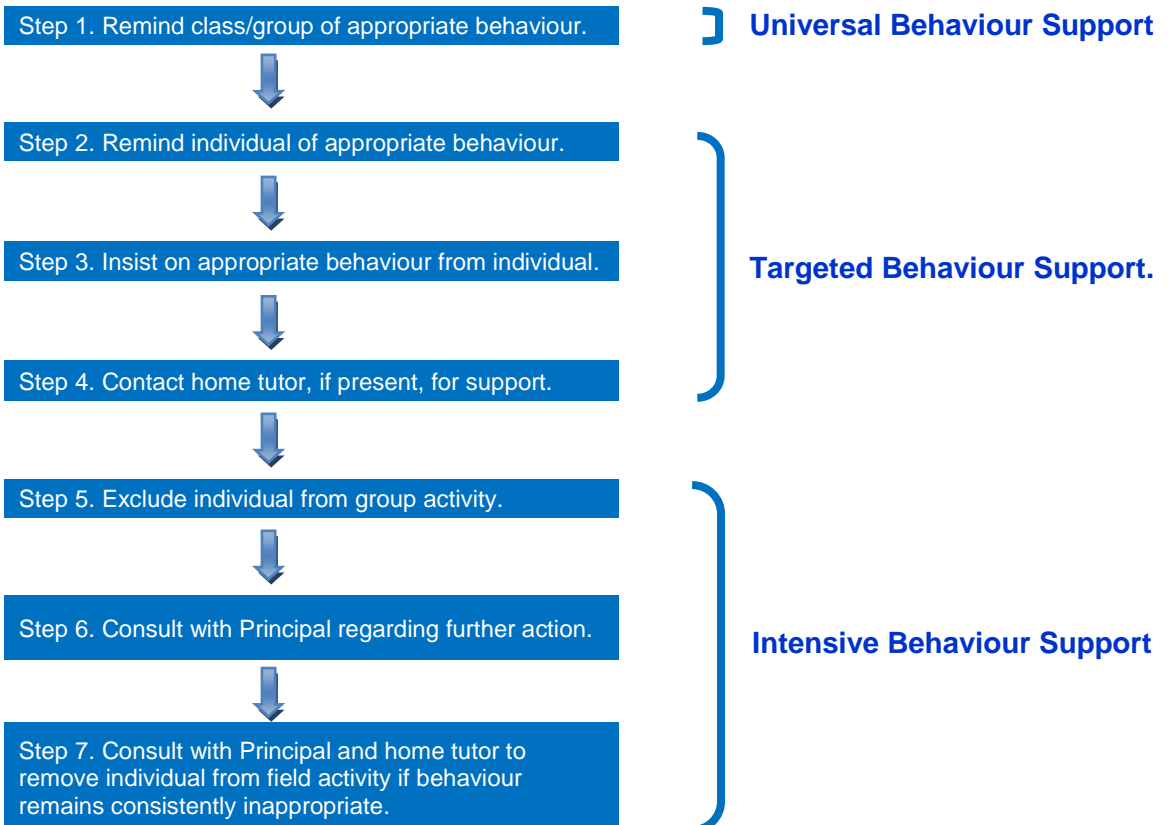 Step 1. Remind class/group of appropriate behaviour.
Universal Behaviour Support
Step 2. Remind individual of appropriate behaviour.
Step 3. Insist on appropriate behaviour from individual.
Targeted Behaviour Support.
Step 4. Contact home tutor, if present, for support.
Step 5. Exclude individual from group activity.
Step 6. Consult with Principal regarding further action.
Intensive Behaviour Support
Step 7. Consult with Principal and home tutor to
remove individual from field activity if behaviour
remains consistently inappropriate.